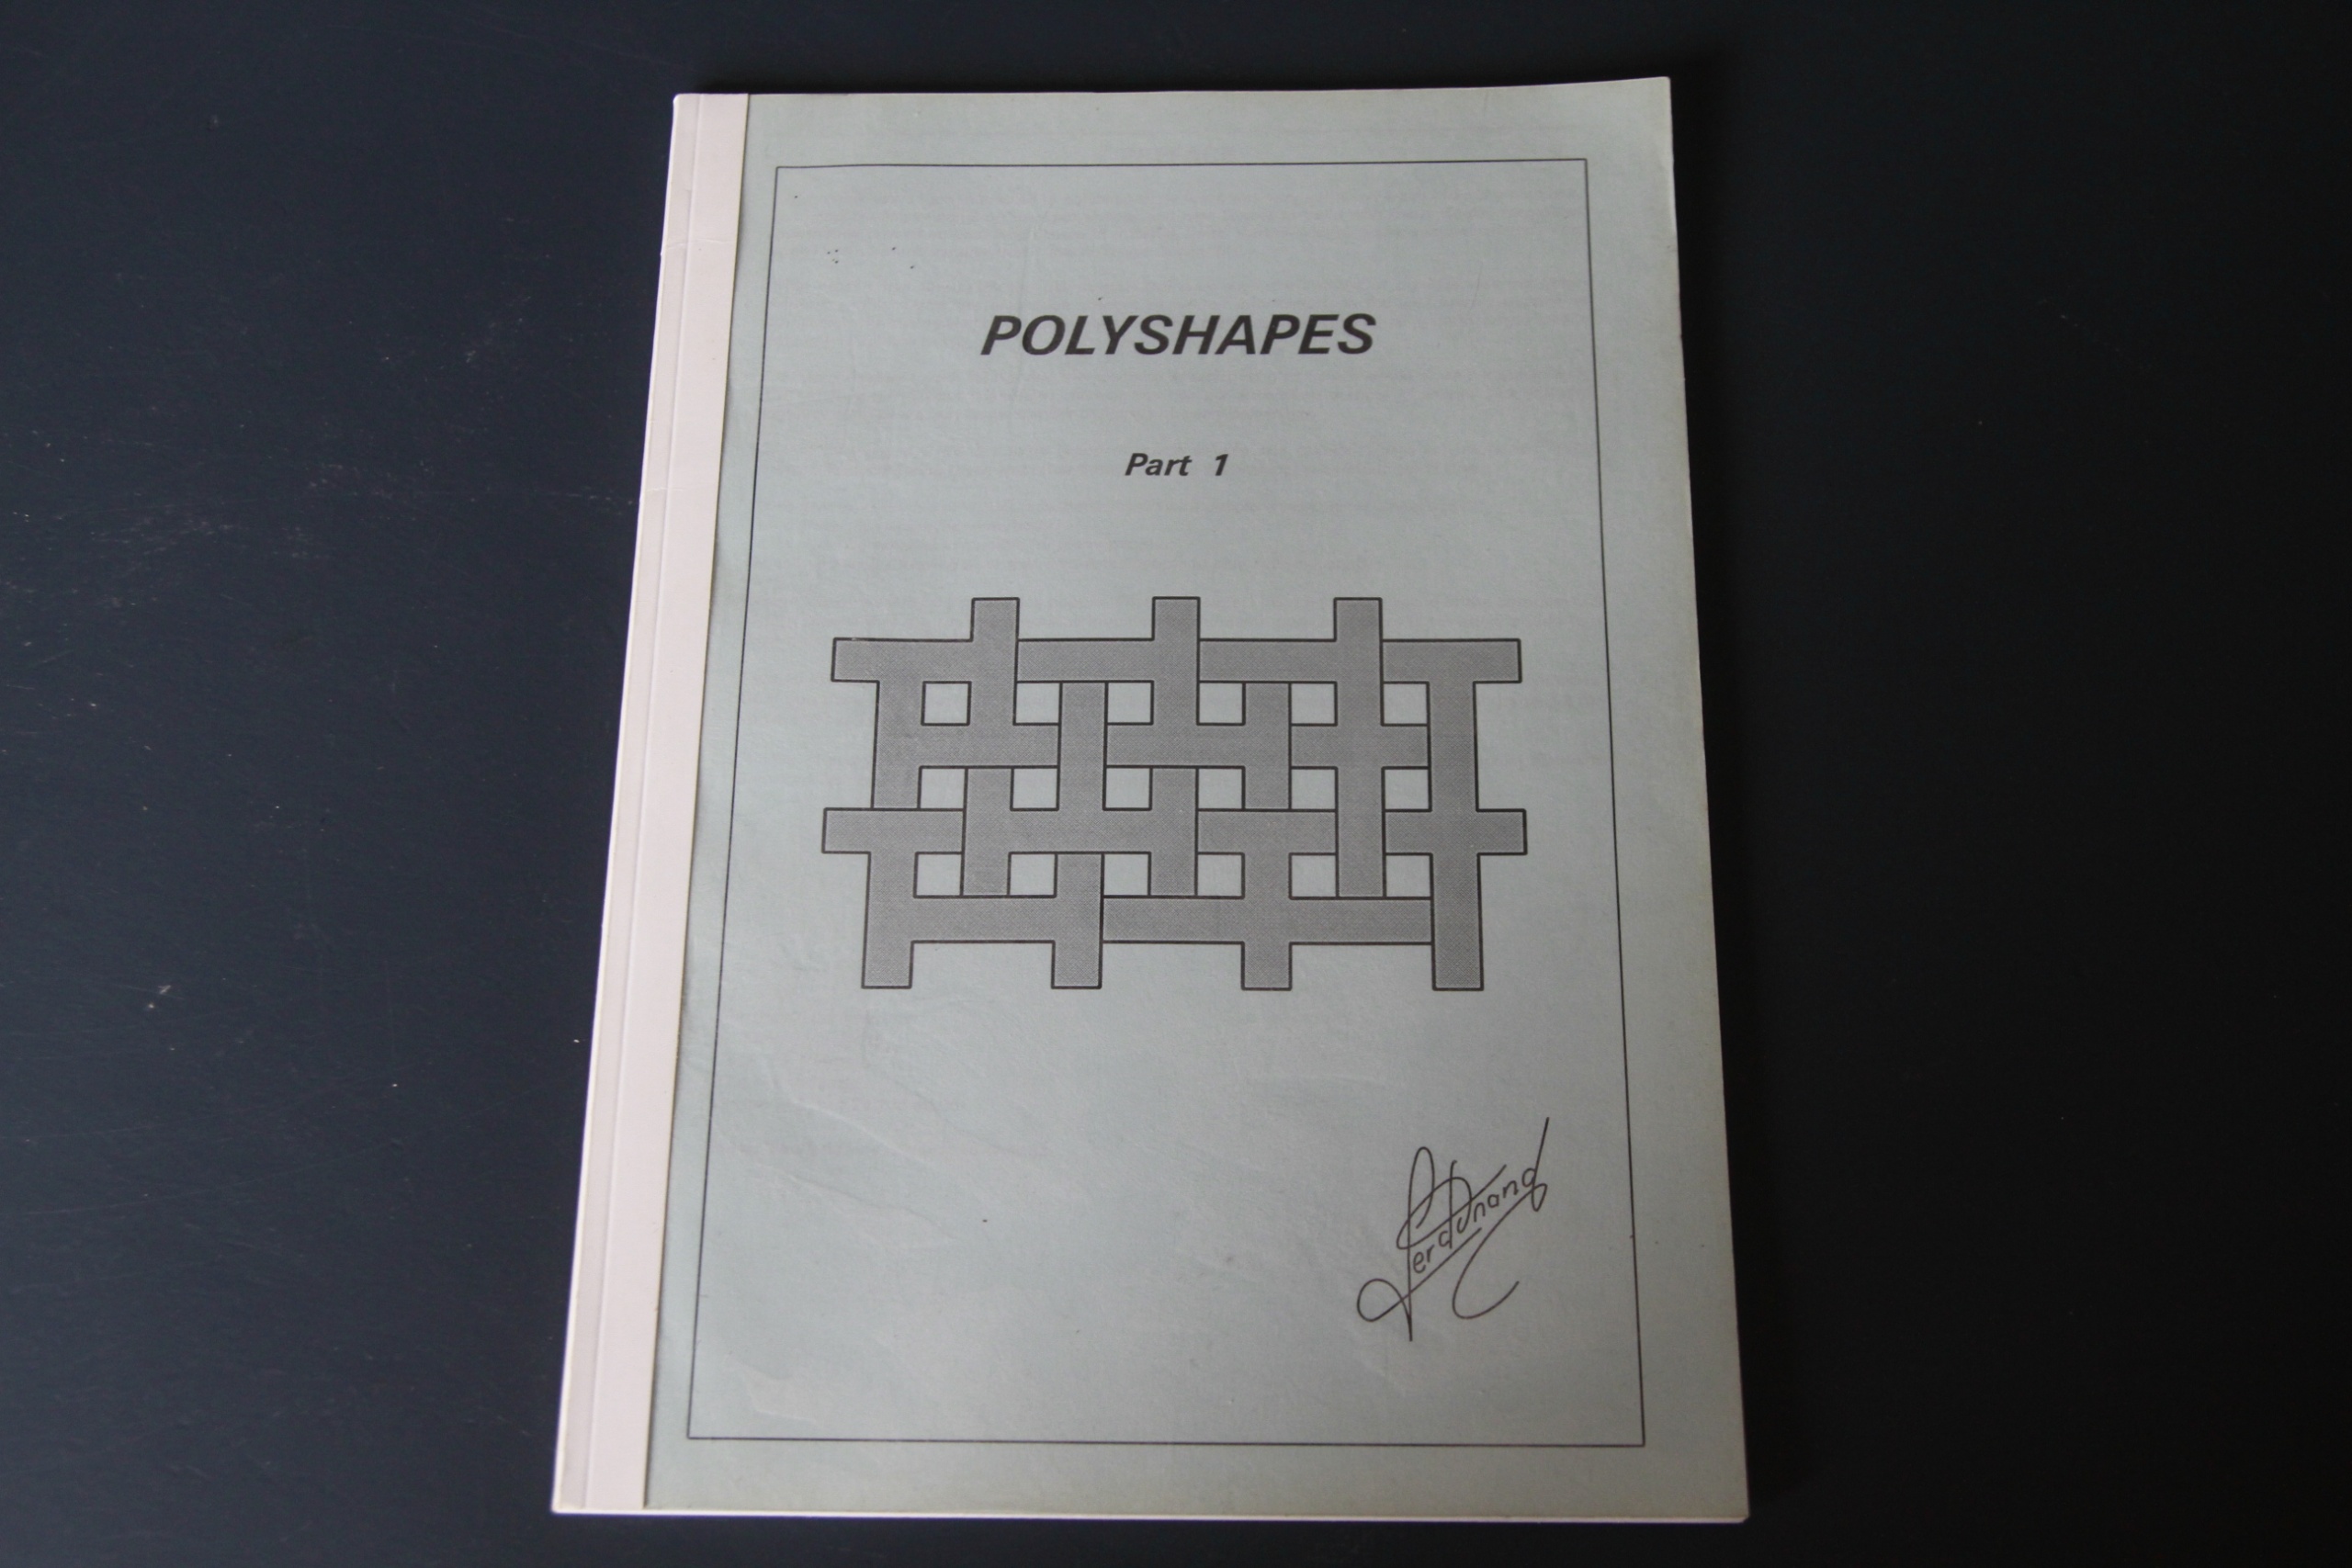 POLYSHAPES
Part 1
Ferdinand